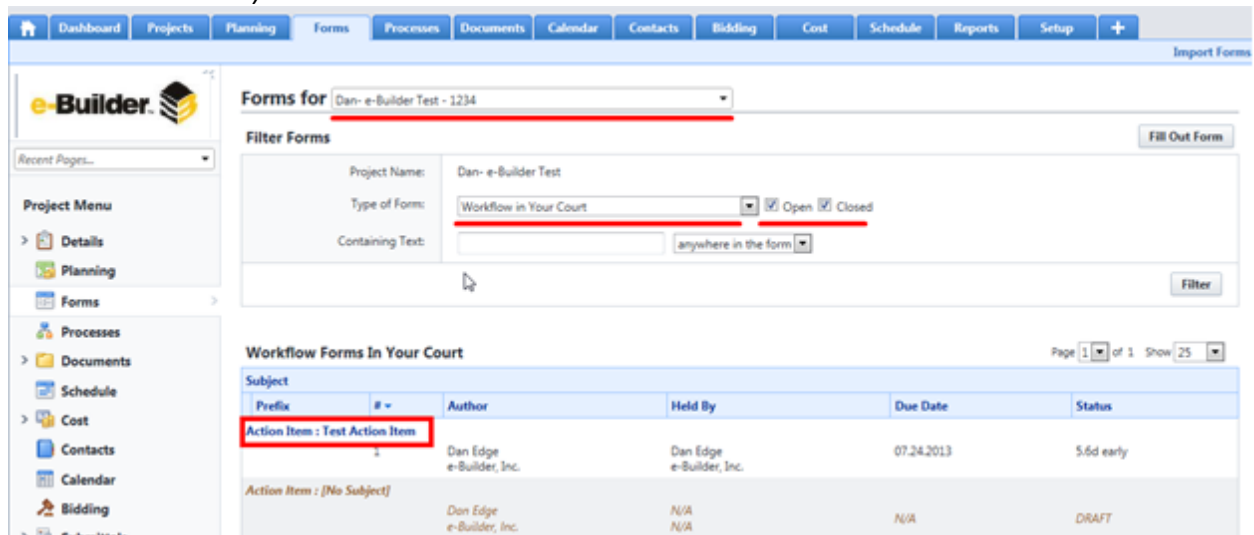 Dashboard Projects Planning Forms Processes Documents Calendar Contacts Bidding Cost Schedule Reports Setup +
Import Forms
e-Builder.
Forms for Dan- e-Builder Test - 1234
Filter Forms
Fill Out Form
Recent Pages...
Project Name: Dan- e-Builder Test
Project Menu
Type of Form: Workflow in Your Court Open Closed
Details
Containing Text: anywhere in the form
Planning
Filter
Forms
Processes
Workflow Forms In Your Court
Page 1 of 1 Show 25
Documents
Subject
Schedule
Prefix # Author Held By Due Date Status
Cost
Action Item : Test Action Item
1 Dan Edge Dan Edge 07.24.2013 5.6d early
Contacts
e-Builder, Inc. e-Builder, Inc.
Calendar
Action Item : [No Subject]
Bidding
Dan Edge N/A N/A DRAFT
e-Builder, Inc. N/A